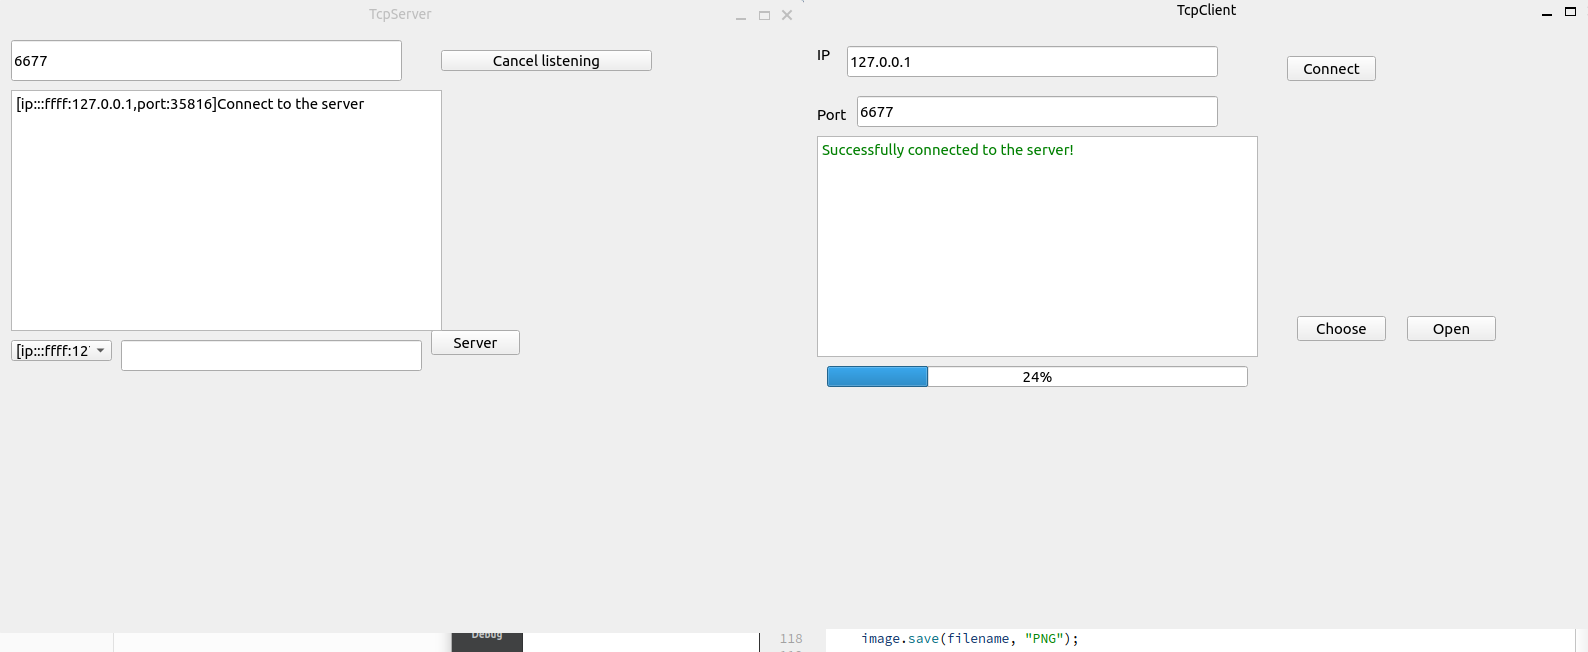 TcpServer
6677
Cancel listening
[ip:::ffff:127.0.0.1,port:35816]Connect to the server
[ip:::ffff:12
Server
TcpClient
IP
127.0.0.1
Connect
Port
6677
Successfully connected to the server!
Choose
Open
24%
Debug
118
image.save(filename, "PNG");